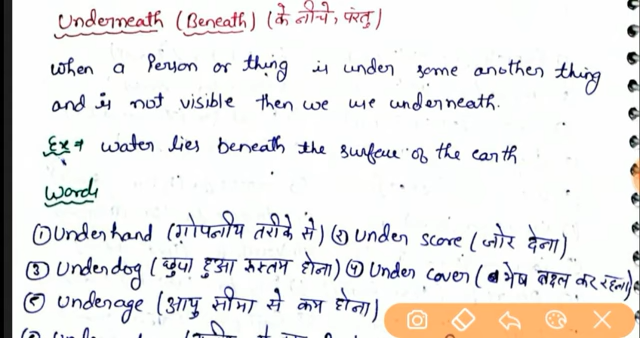 Underneath (Beneath) (के नीचे, परंतु)
When a Person or thing is under some another thing
and is not visible then we use underneath.
Ex → water lies beneath the surface of the earth
Words
① Underhand (गोपनीय तरीके से) ② Under score (जोर देना)
③ Underdog (छुपा हुआ रुस्तम होना) ④ Under cover (भेष बदल कर रहना)
⑤ Underage (आयु सीमा से कम होना)